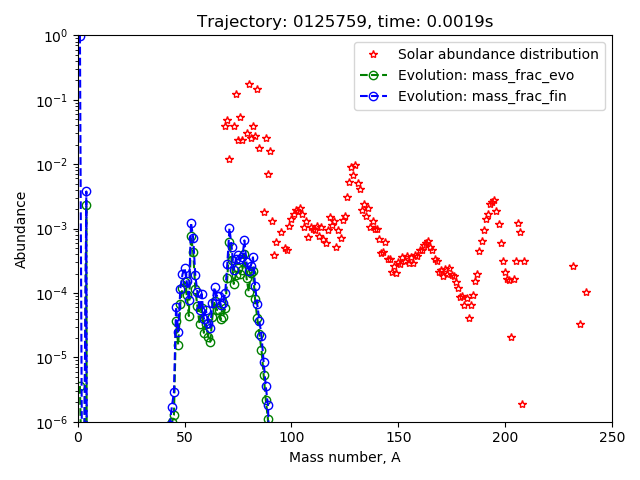 Trajectory: 0125759, time: 0.0019s
Solar abundance distribution
Evolution: mass_frac_evo
Evolution: mass_frac_fin
Abundance
10⁰
10⁻¹
10⁻²
10⁻³
10⁻⁴
10⁻⁵
10⁻⁶
0 50 100 150 200 250
Mass number, A